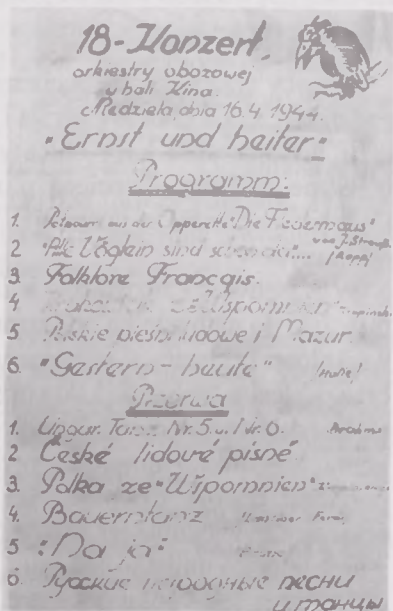 18-Konzert
orkiestry obozowej
w hali Kina.
Niedziela, dnia 16.4.1944.
"Ernst und heiter"
Programm:
1. aus der Opperette "Die Fledermaus"
von J. Strauß.
2 "Alle Vöglein sind schon da"....
3. Folklore Français.
4
5 Polskie pieśni ludowe i Mazur.
6. "Gestern - heute"
Przerwa
1. Ungar. Tanz Nr. 5 u. Nr. 6. Brahms
2 České lidové písně
3. Polka ze "Wspomnień"
4. Bauerntanz
5 "Na ja"
6. Русские народные песни
и танцы